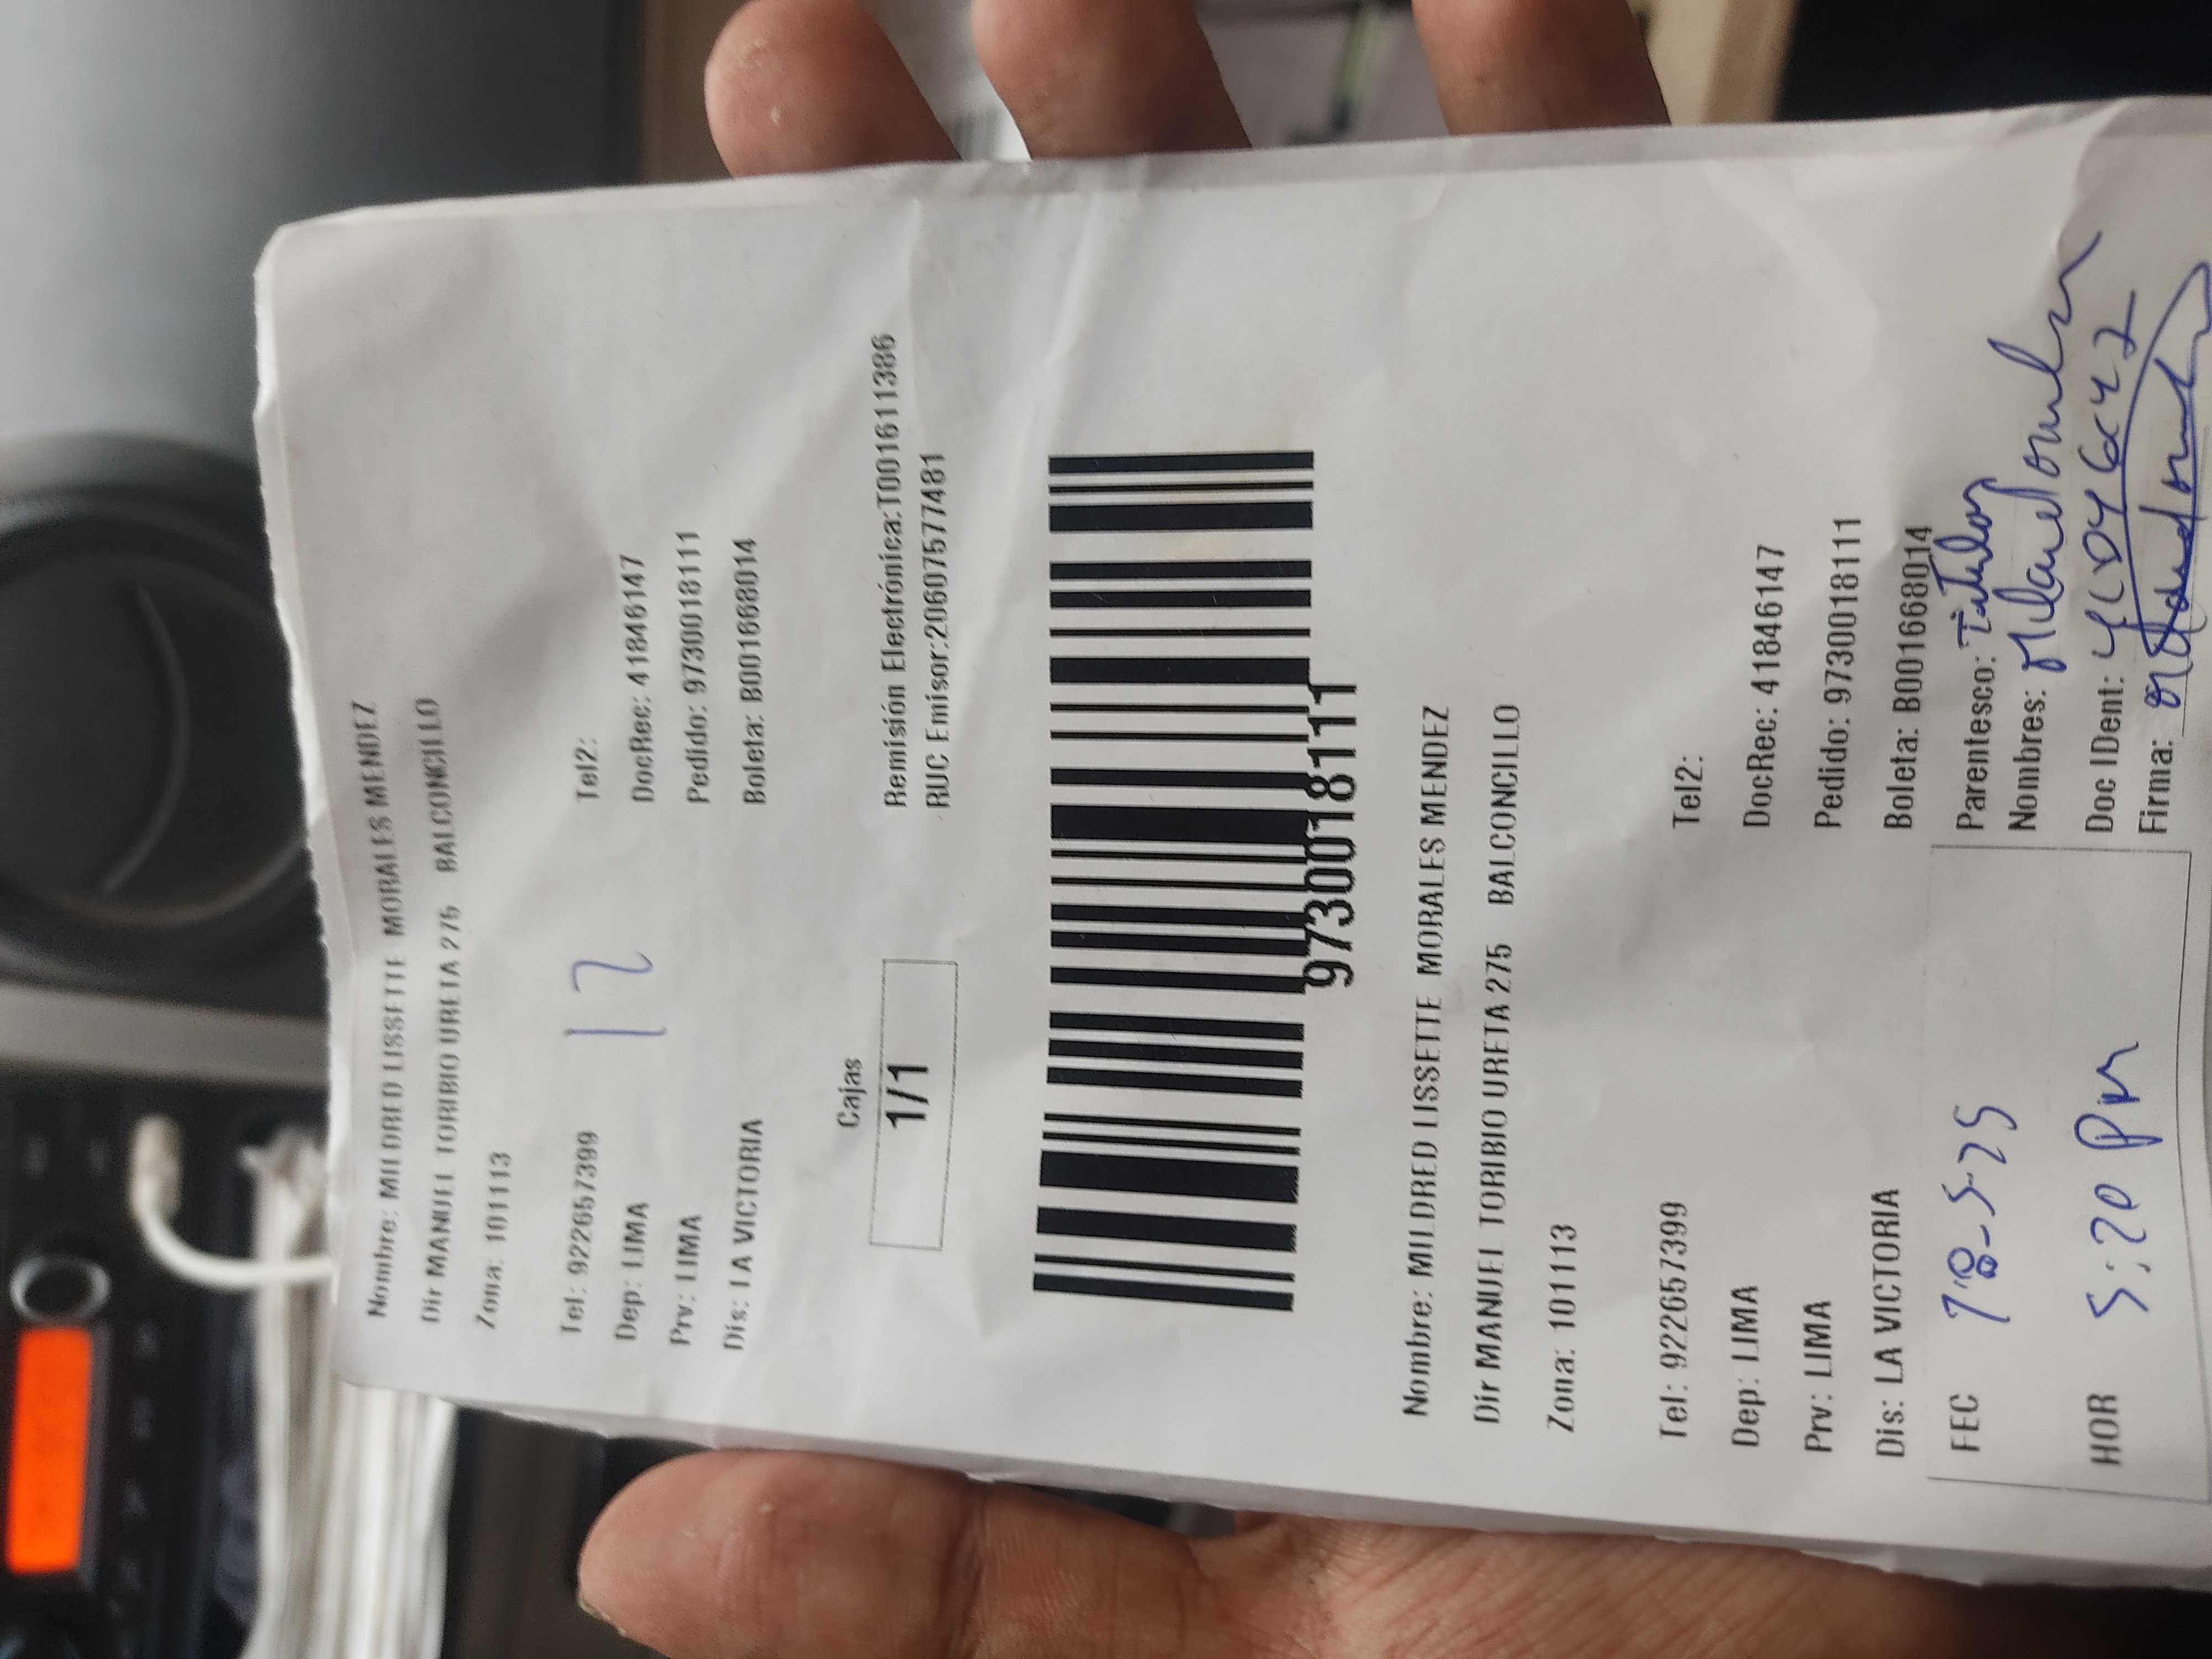 Nombre: MILDRED LISSETTE MORALES MENDEZ
Dir MANUEL TORIBIO URETA 275 BALCONCILLO
Zona: 101113
Tel: 922657399 12 Tel2:
Dep: LIMA DocRec: 41846147
Prv: LIMA Pedido: 9730018111
Dis: LA VICTORIA Boleta: B001668014
Cajas
1/1
Remisión Electrónica:T001611386
RUC Emisor:20607577481
9730018111
Nombre: MILDRED LISSETTE MORALES MENDEZ
Dir MANUEL TORIBIO URETA 275 BALCONCILLO
Zona: 101113
Tel: 922657399 Tel2:
Dep: LIMA DocRec: 41846147
Prv: LIMA Pedido: 9730018111
Dis: LA VICTORIA Boleta: B001668014
FEC Parentesco: Titular
HOR 5:20 Pm Nombres:
Doc IDent:
Firma: